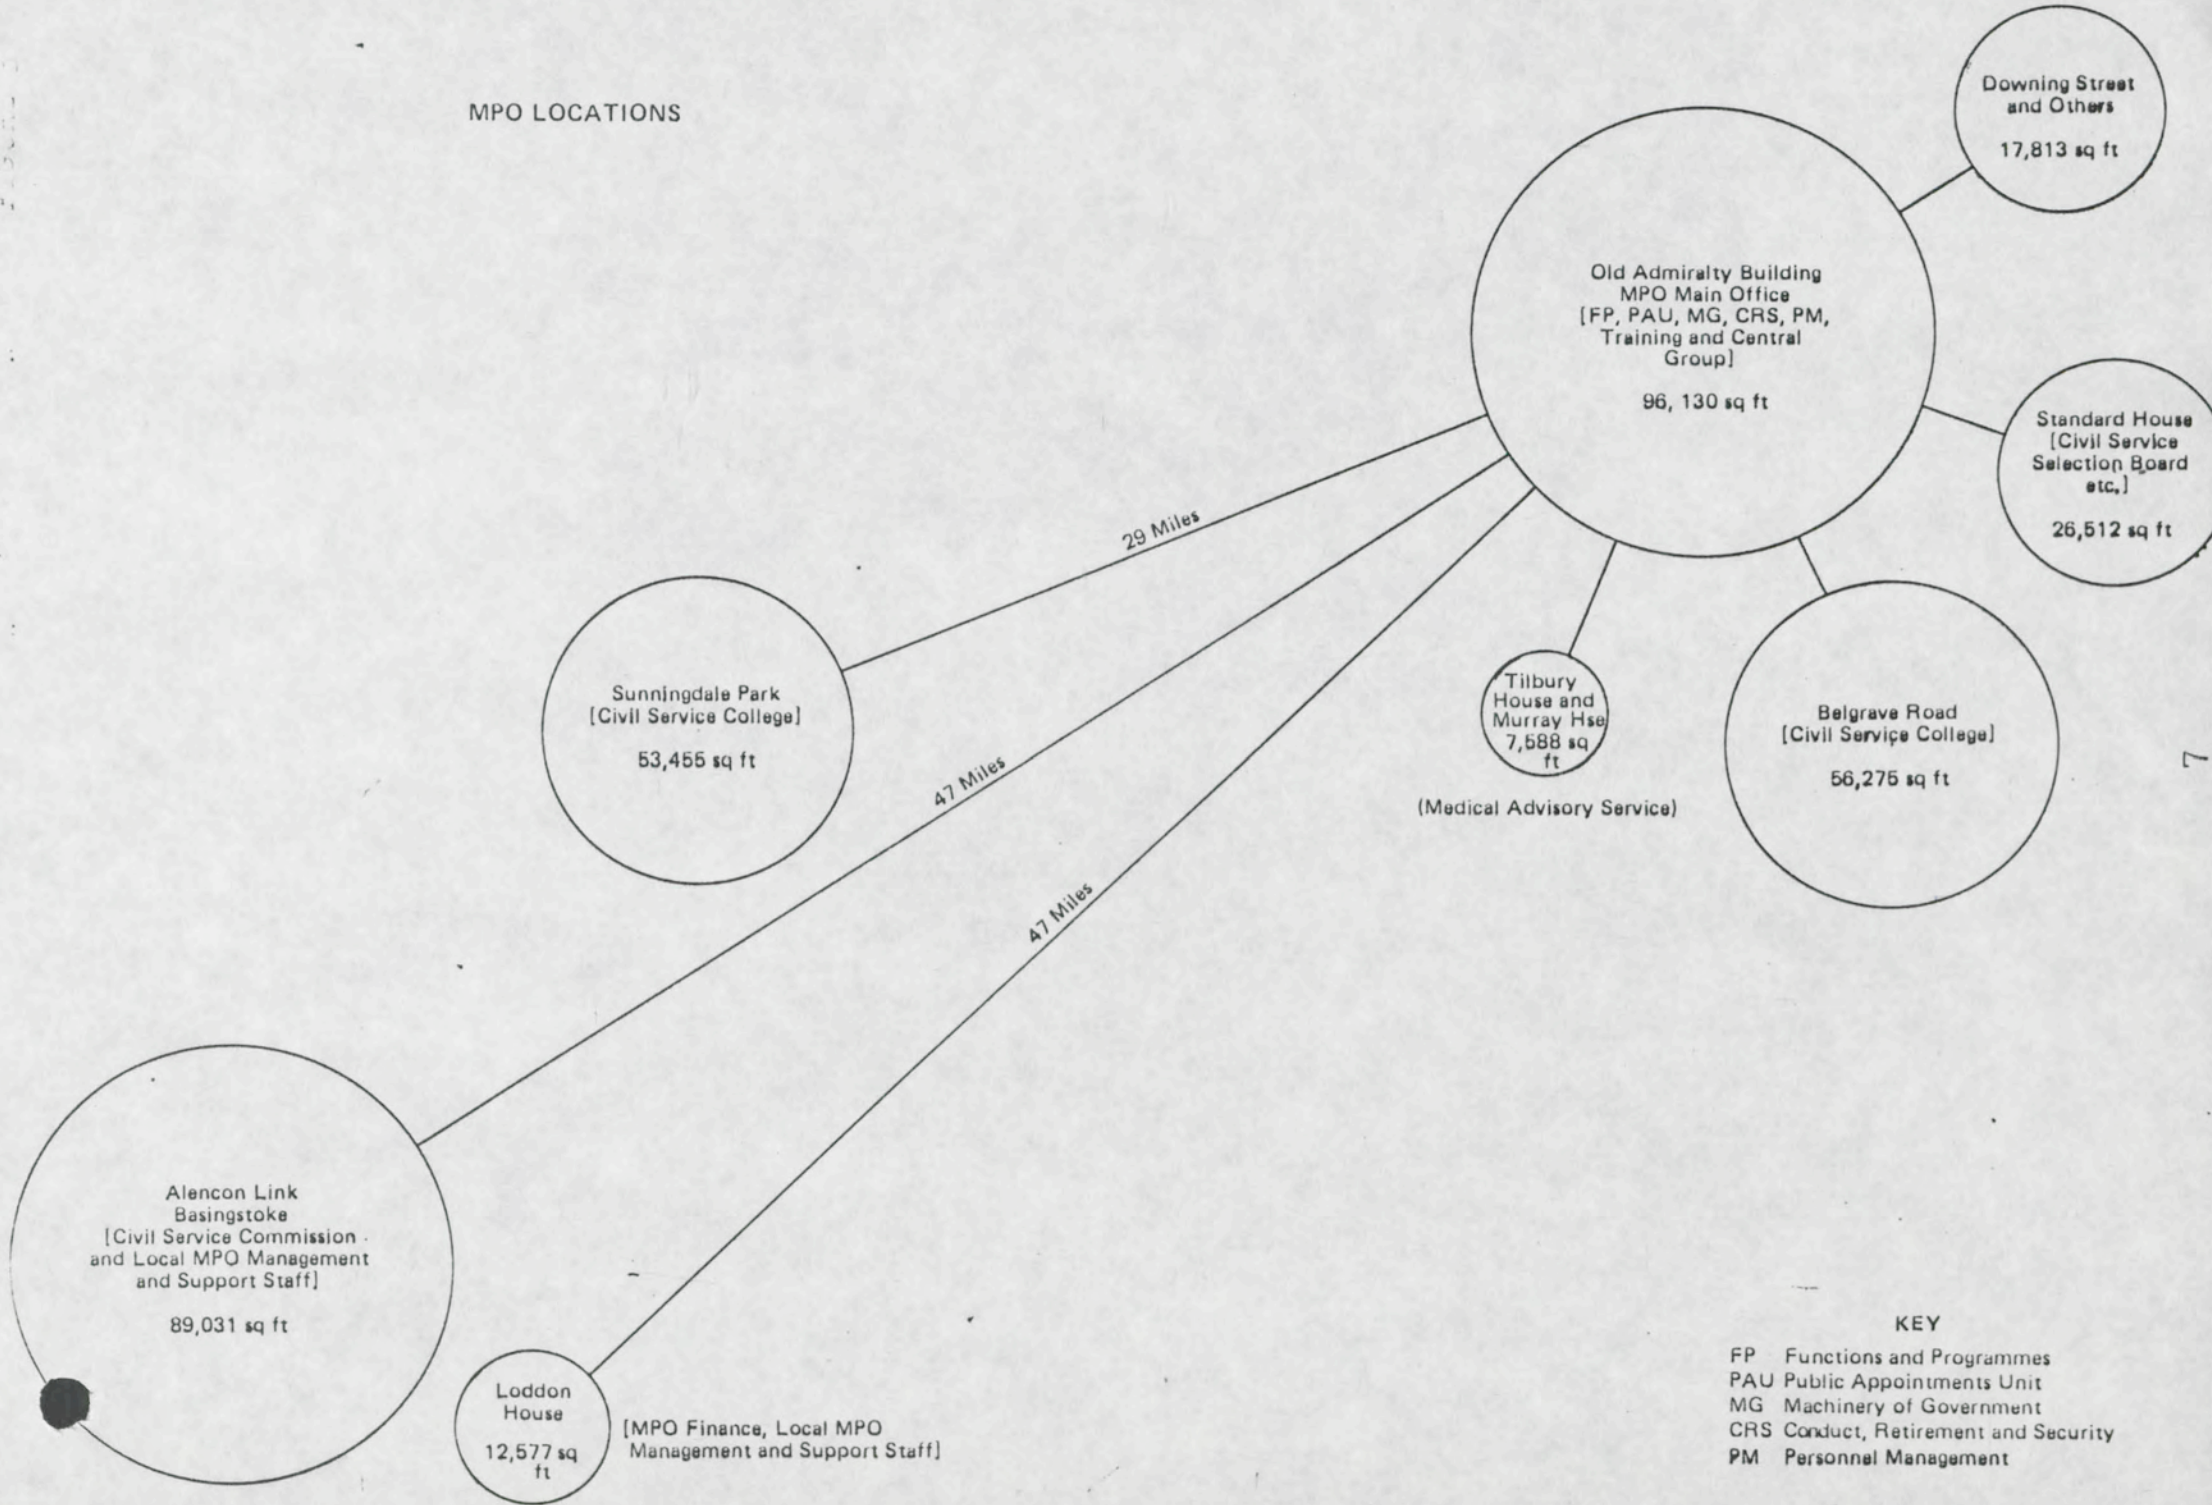 MPO LOCATIONS
Downing Street
and Others
17,813 sq ft
Old Admiralty Building
MPO Main Office
[FP, PAU, MG, CRS, PM,
Training and Central
Group]
96, 130 sq ft
Standard House
[Civil Service
Selection Board
etc.]
26,512 sq ft
29 Miles
Sunningdale Park
[Civil Service College]
53,455 sq ft
47 Miles
47 Miles
Tilbury
House and
Murray Hse
7,588 sq
ft
(Medical Advisory Service)
Belgrave Road
[Civil Service College]
56,275 sq ft
7
Alencon Link
Basingstoke
[Civil Service Commission
and Local MPO Management
and Support Staff]
89,031 sq ft
Loddon
House
12,577 sq
ft
[MPO Finance, Local MPO
Management and Support Staff]
KEY
FP Functions and Programmes
PAU Public Appointments Unit
MG Machinery of Government
CRS Conduct, Retirement and Security
PM Personnel Management